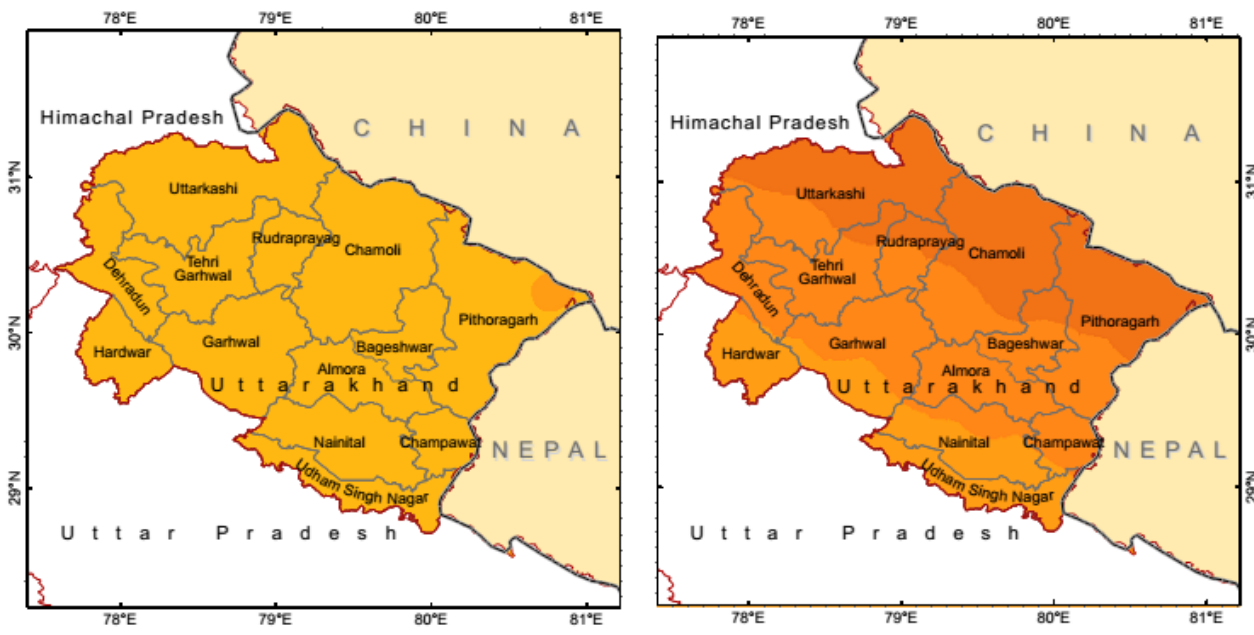 78°E 79°E 80°E 81°E
Himachal Pradesh
C H I N A
31°N
Uttarkashi
Rudraprayag
Chamoli
Tehri
Garhwal
Dehradun
Pithoragarh
30°N
Hardwar
Garhwal
Bageshwar
Almora
U t t a r a k h a n d
Nainital
Champawat
N E P A L
29°N
Udham Singh Nagar
U t t a r P r a d e s h
78°E 79°E 80°E 81°E
78°E 79°E 80°E 81°E
Himachal Pradesh
C H I N A
31°N
Uttarkashi
Rudraprayag
Chamoli
Tehri
Garhwal
Dehradun
Pithoragarh
30°N
Hardwar
Garhwal
Bageshwar
Almora
U t t a r a k h a n d
Nainital
Champawat
N E P A L
29°N
Udham Singh Nagar
U t t a r P r a d e s h
78°E 79°E 80°E 81°E